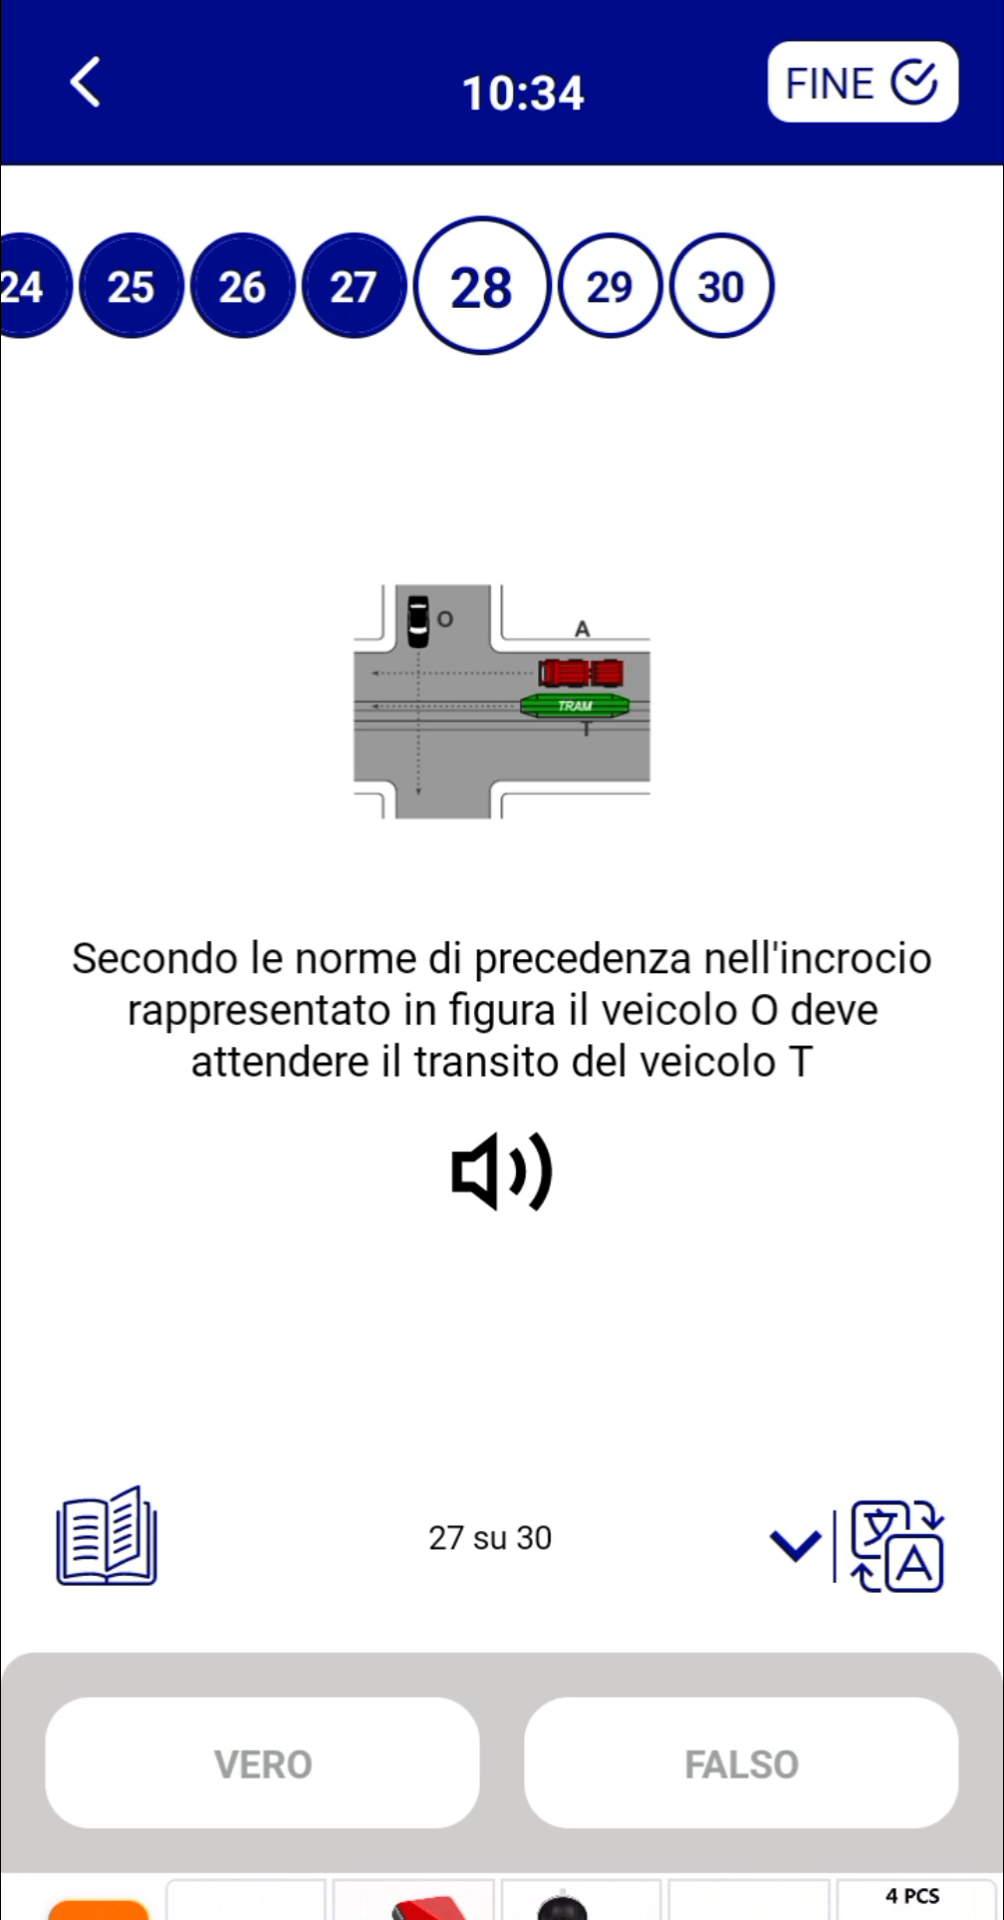 10:34
FINE
24 25 26 27 28 29 30
O
A
TRAM
T
Secondo le norme di precedenza nell'incrocio
rappresentato in figura il veicolo O deve
attendere il transito del veicolo T
27 su 30
文
A
VERO
FALSO
4 PCS